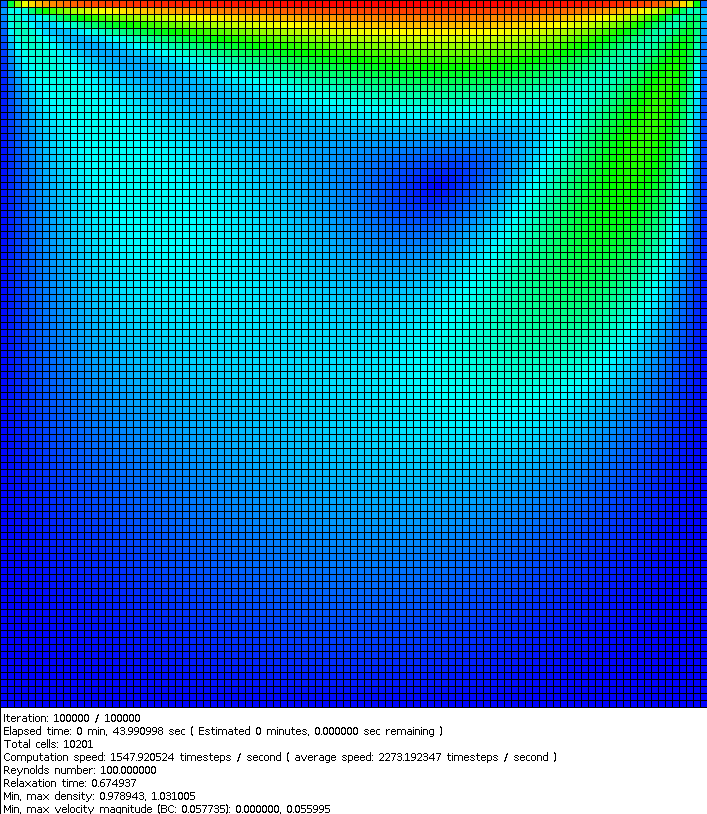 Iteration: 100000 / 100000
Elapsed time: 0 min, 43.990998 sec ( Estimated 0 minutes, 0.000000 sec remaining )
Total cells: 10201
Computation speed: 1547.920524 timesteps / second ( average speed: 2273.192347 timesteps / second )
Reynolds number: 100.000000
Relaxation time: 0.674937
Min, max density: 0.978943, 1.031005
Min, max velocity magnitude (BC: 0.057735): 0.000000, 0.055995